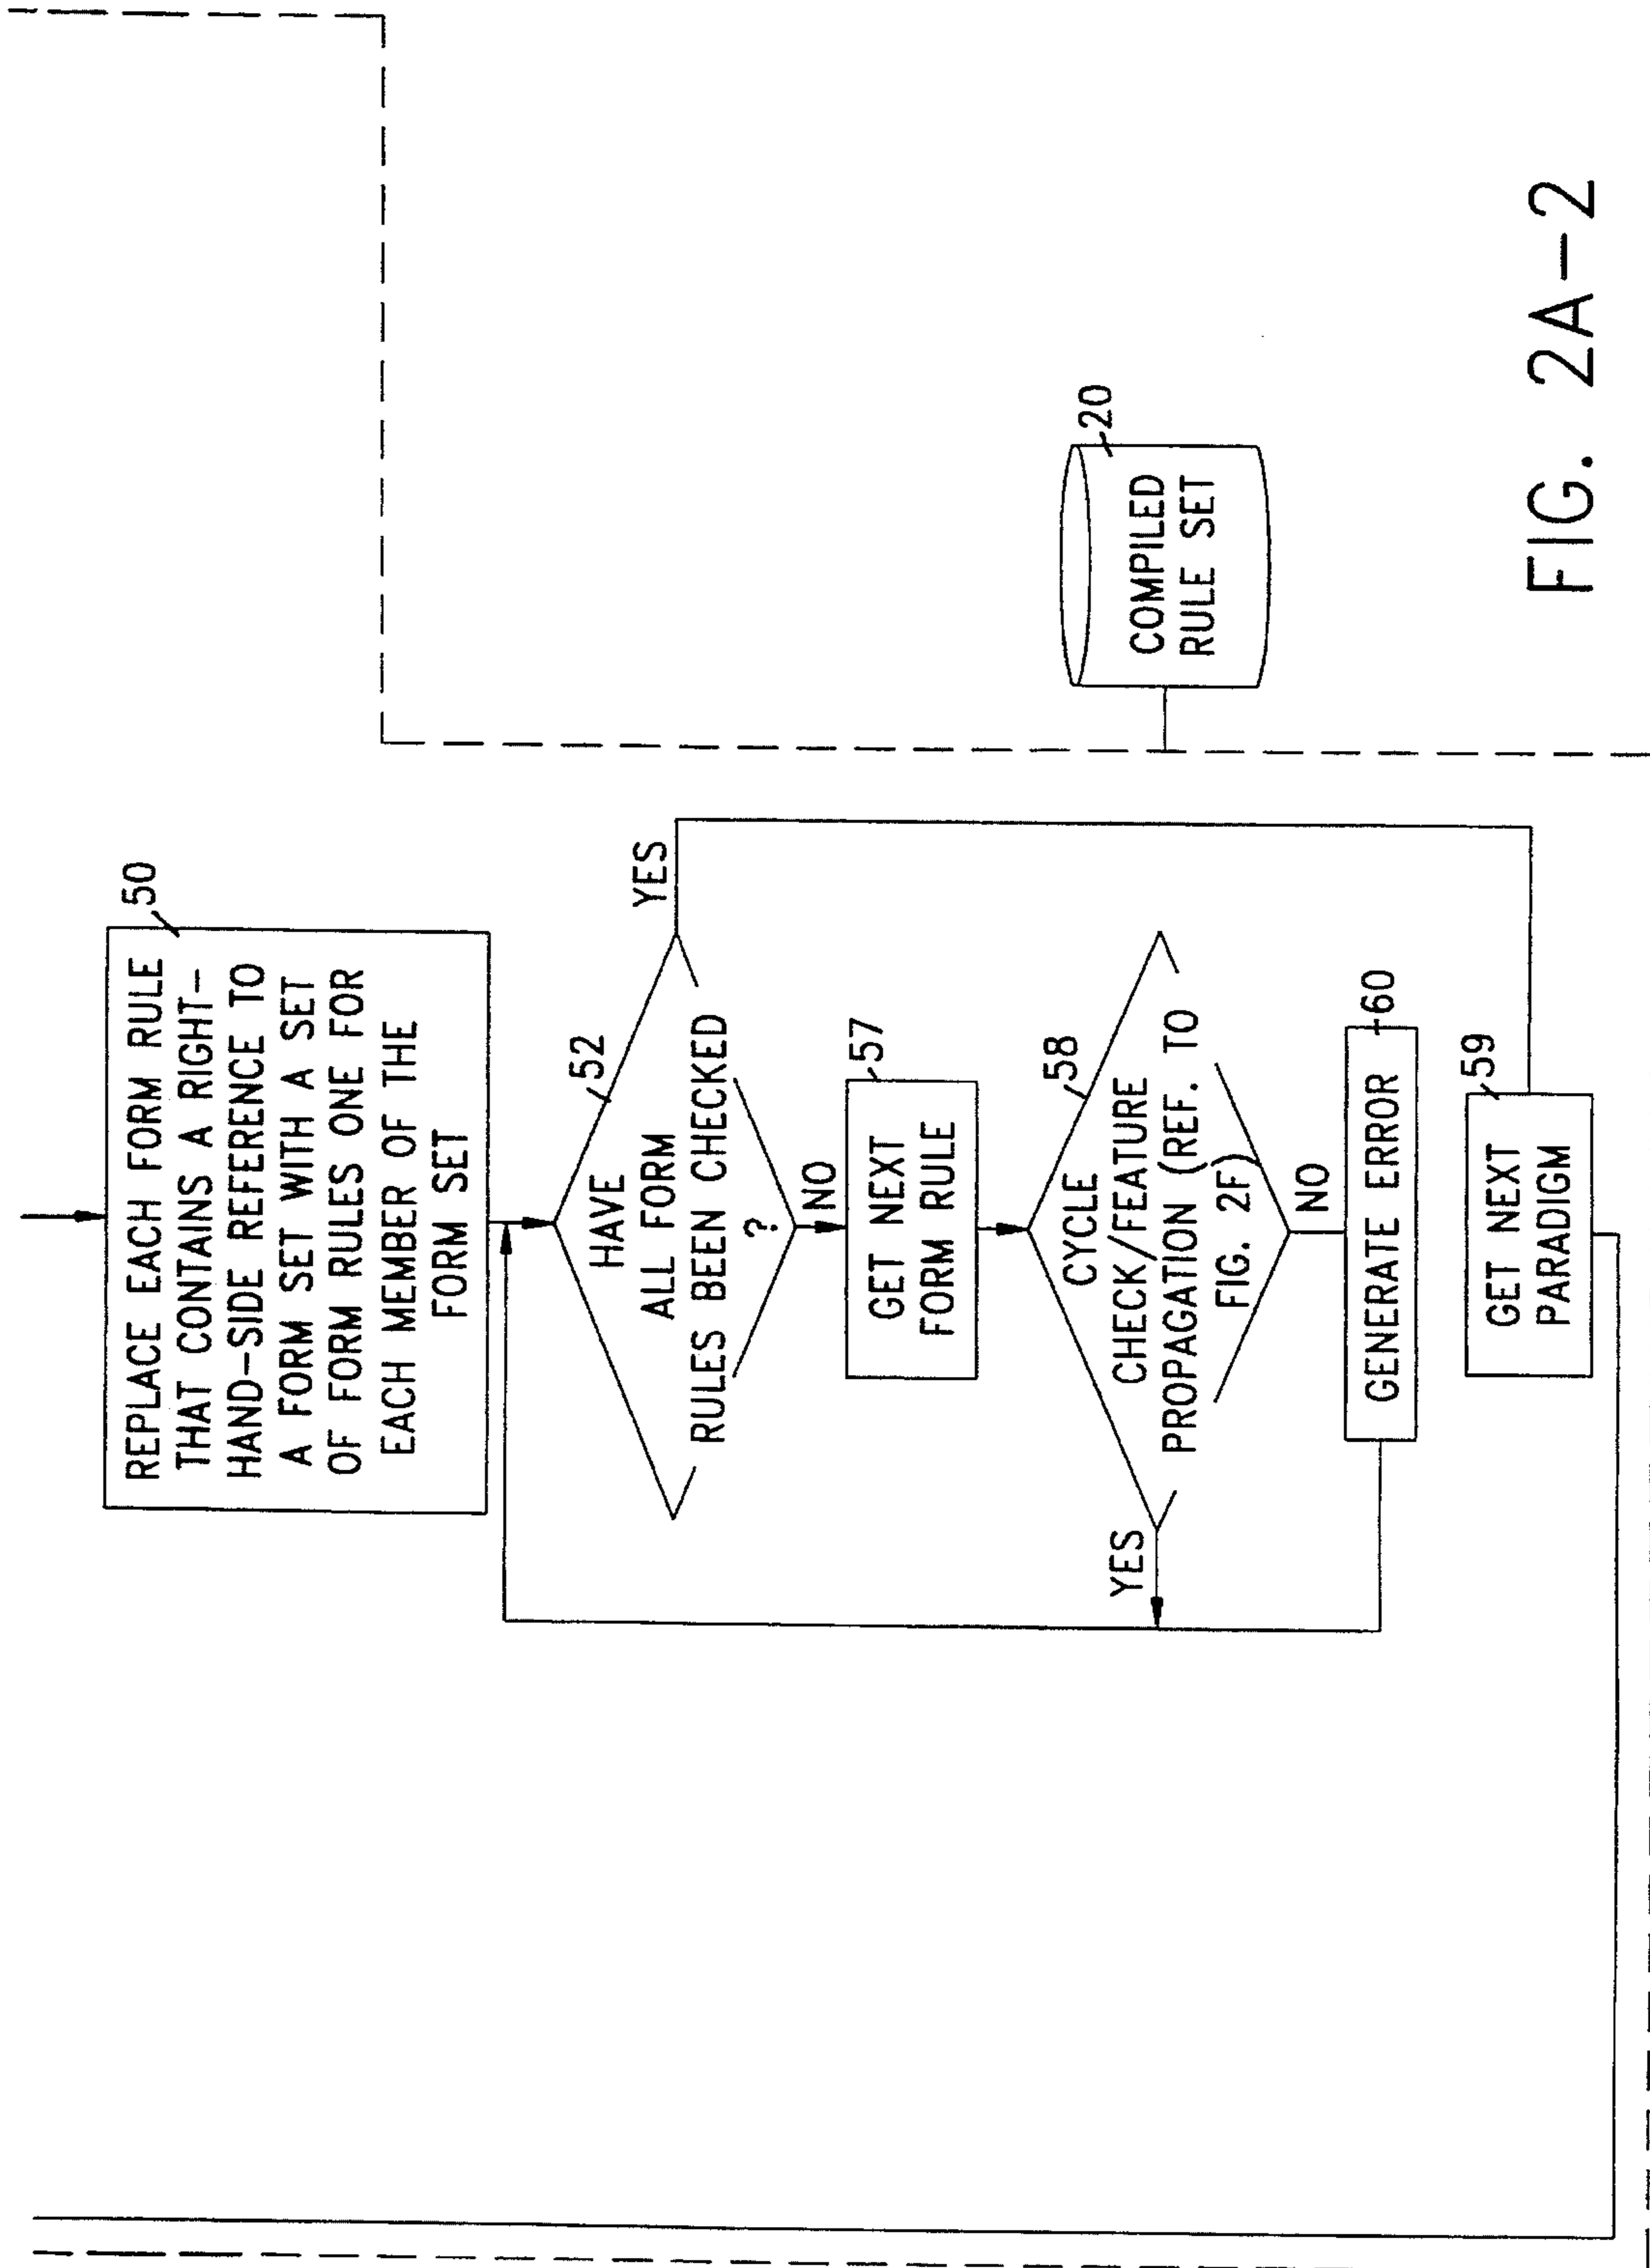 REPLACE EACH FORM RULE
THAT CONTAINS A RIGHT-
HAND-SIDE REFERENCE TO
A FORM SET WITH A SET
OF FORM RULES ONE FOR
EACH MEMBER OF THE
FORM SET
50
HAVE
ALL FORM
RULES BEEN CHECKED
?
52
YES
NO
GET NEXT
FORM RULE
57
CYCLE
CHECK/FEATURE
PROPAGATION (REF. TO
FIG. 2F)
58
YES
NO
GENERATE ERROR
60
GET NEXT
PARADIGM
59
COMPILED
RULE SET
20
FIG. 2A-2